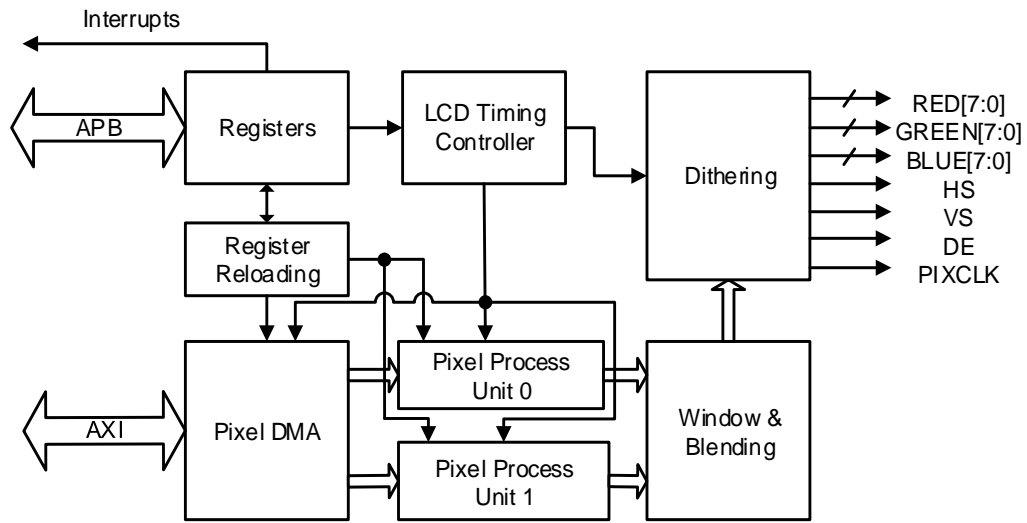 Interrupts
APB
Registers
LCD Timing
Controller
Dithering
RED[7:0]
GREEN[7:0]
BLUE[7:0]
HS
VS
DE
PIXCLK
Register
Reloading
AXI
Pixel DMA
Pixel Process
Unit 0
Pixel Process
Unit 1
Window &
Blending